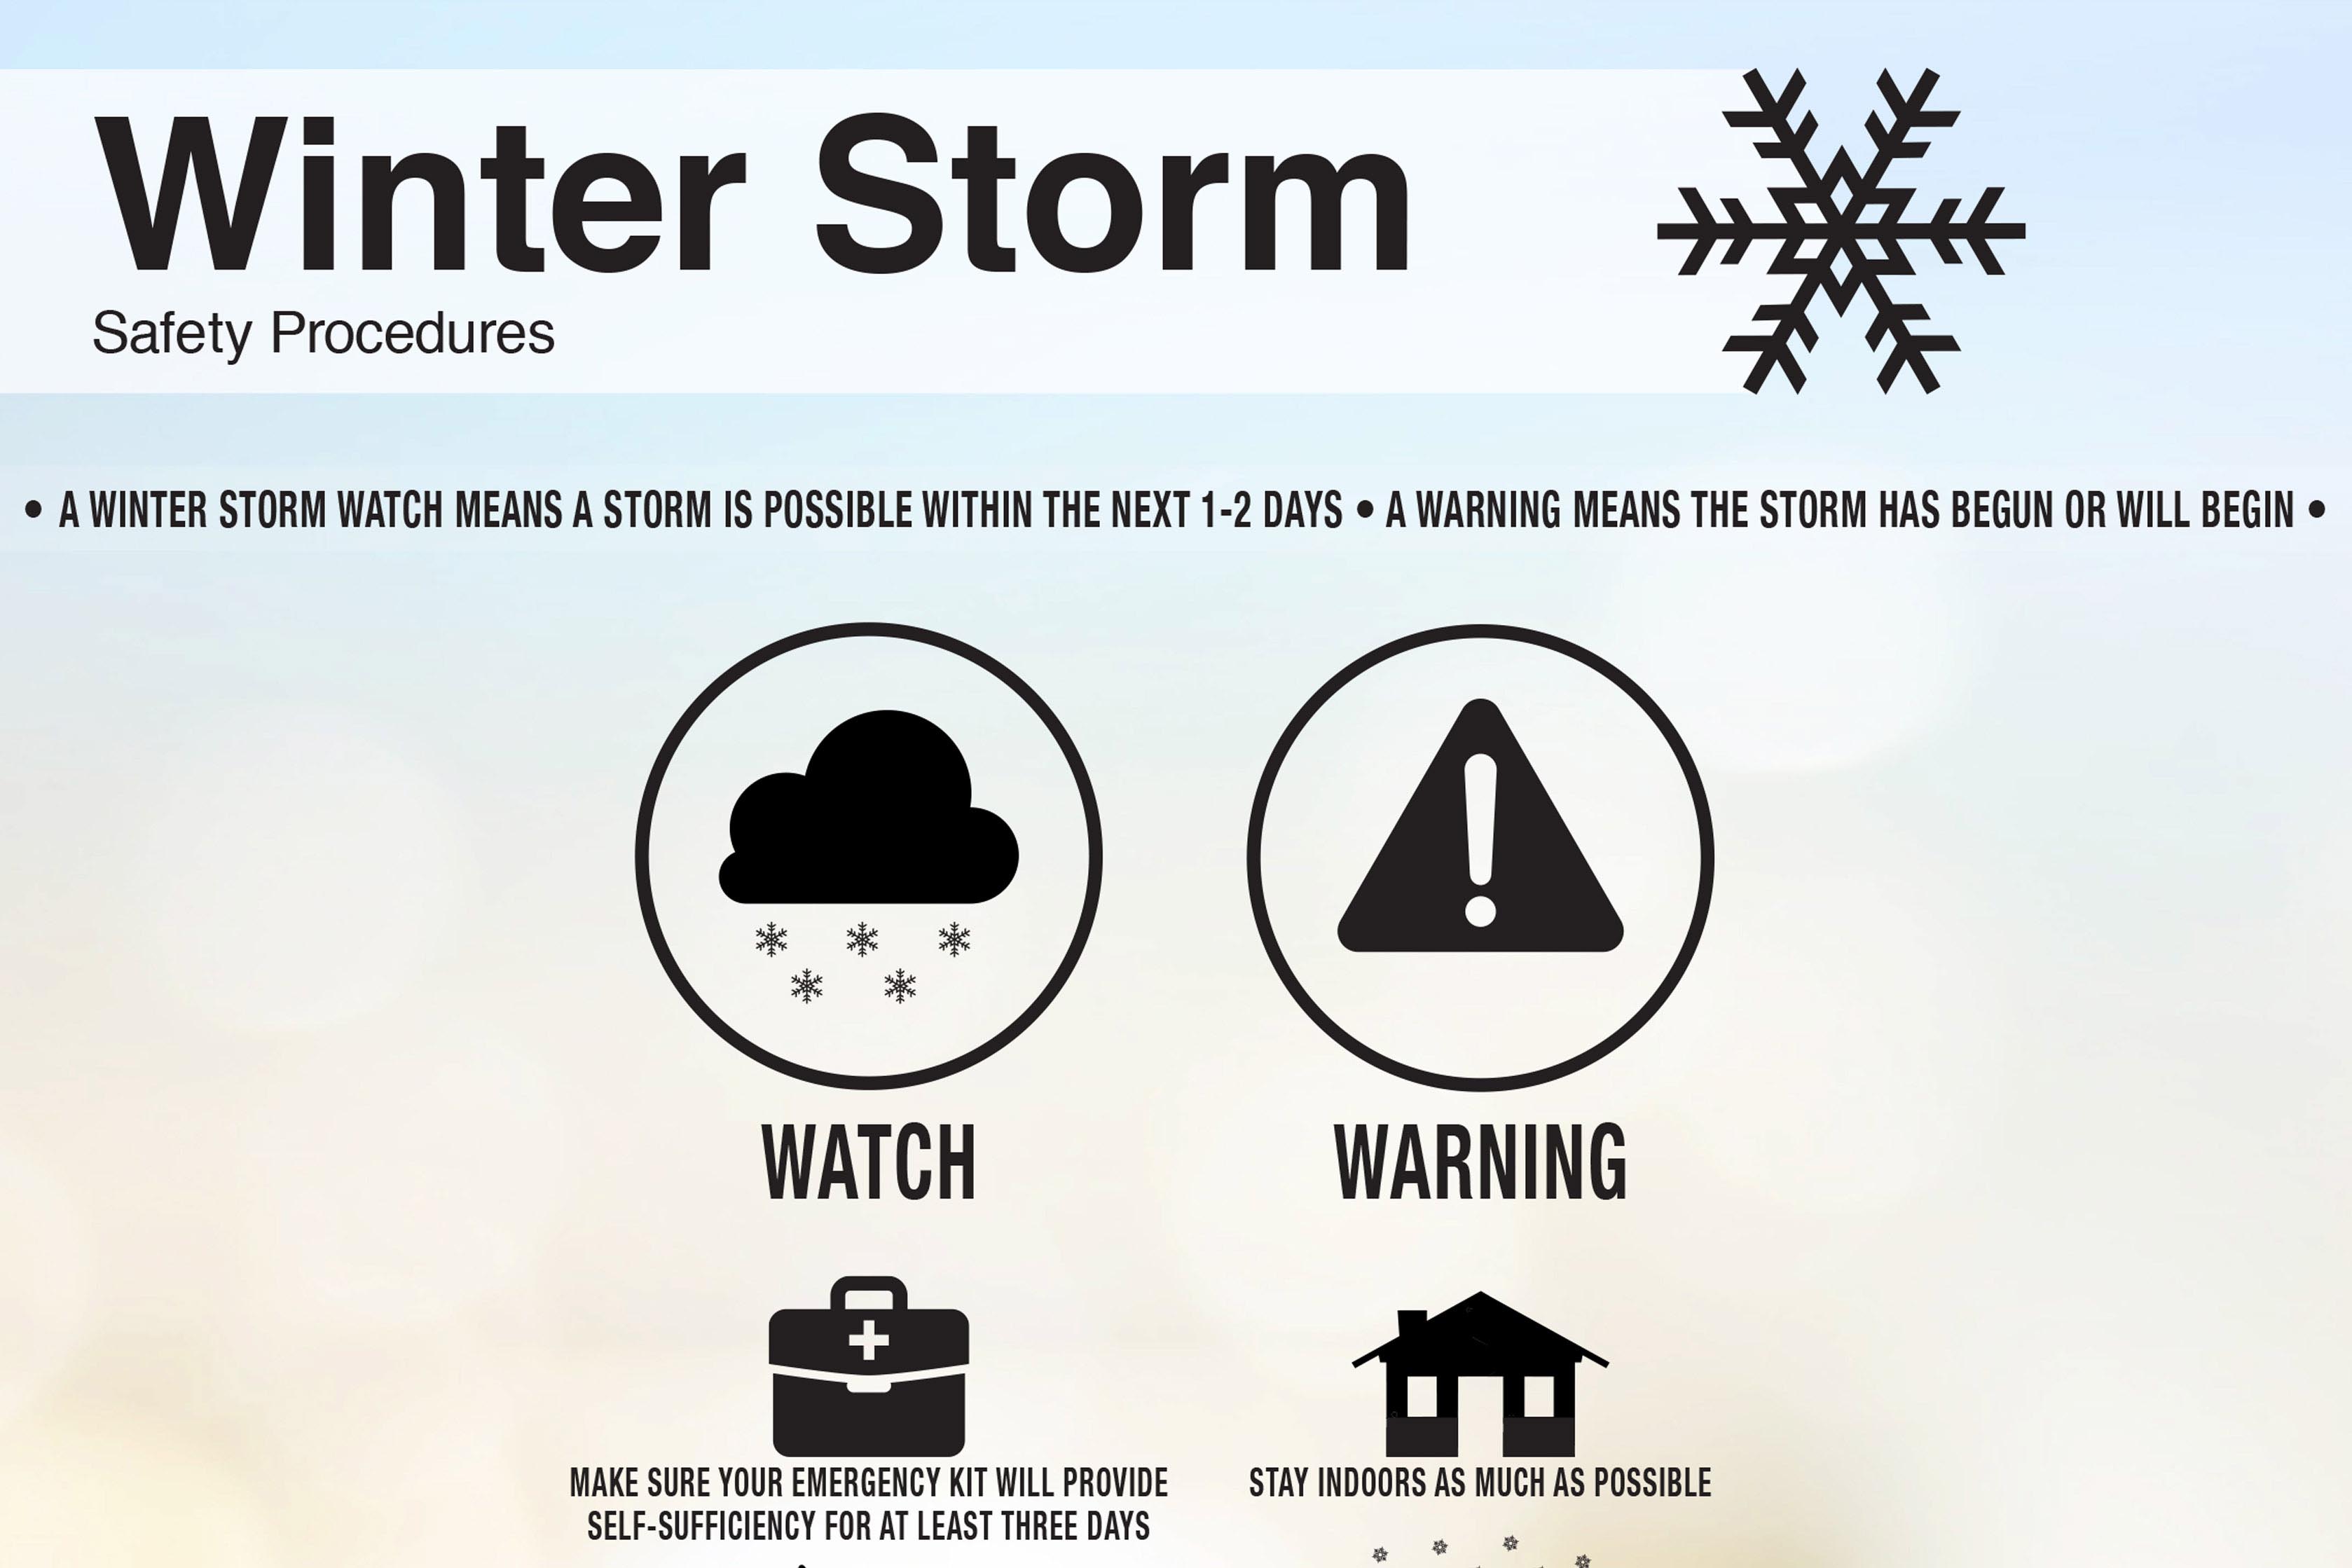 Winter Storm
Safety Procedures
• A WINTER STORM WATCH MEANS A STORM IS POSSIBLE WITHIN THE NEXT 1-2 DAYS • A WARNING MEANS THE STORM HAS BEGUN OR WILL BEGIN •
WATCH
WARNING
MAKE SURE YOUR EMERGENCY KIT WILL PROVIDE
SELF-SUFFICIENCY FOR AT LEAST THREE DAYS
STAY INDOORS AS MUCH AS POSSIBLE